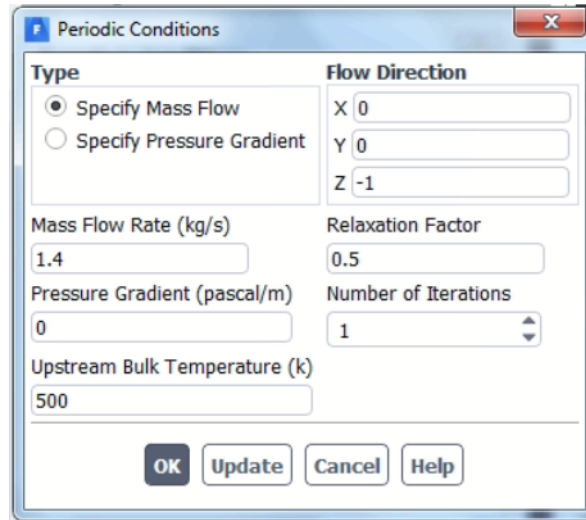 F Periodic Conditions X
Type
Specify Mass Flow
Specify Pressure Gradient
Flow Direction
X 0
Y 0
Z -1
Mass Flow Rate (kg/s)
1.4
Relaxation Factor
0.5
Pressure Gradient (pascal/m)
0
Number of Iterations
1
Upstream Bulk Temperature (k)
500
OK Update Cancel Help